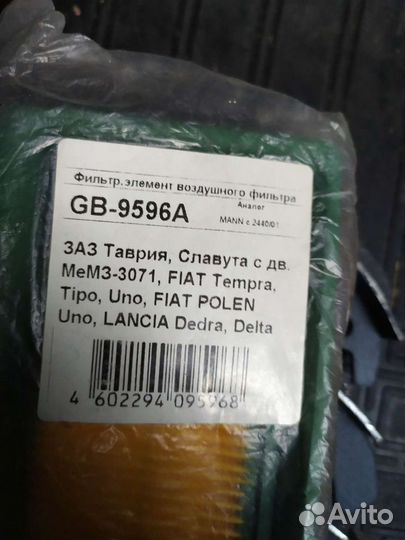 Фильтр.элемент воздушного фильтра
GB-9596A
Аналог
MANN c 2440/01
ЗАЗ Таврия, Славута с дв.
МеМЗ-3071, FIAT Tempra,
Tipo, Uno, FIAT POLEN
Uno, LANCIA Dedra, Delta
4 602294 095968
Avito